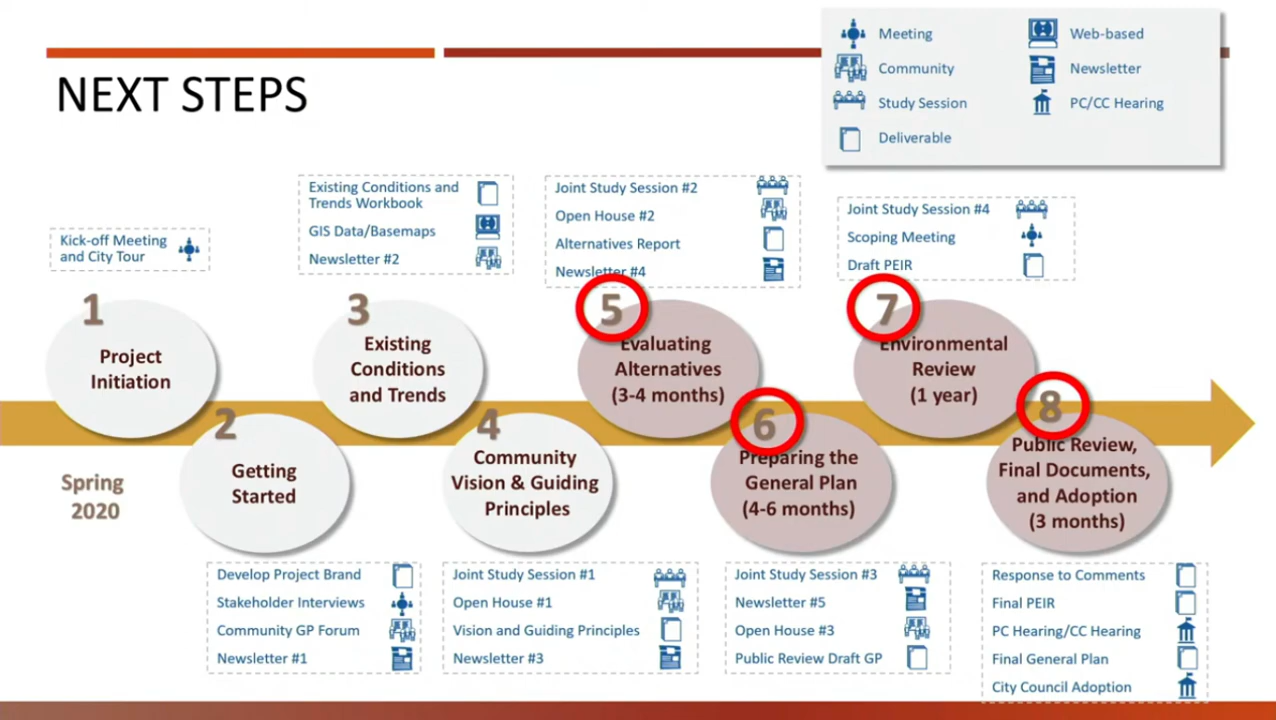 NEXT STEPS
Meeting
Community
Study Session
Deliverable
Web-based
Newsletter
PC/CC Hearing
Kick-off Meeting
and City Tour
Existing Conditions and
Trends Workbook
GIS Data/Basemaps
Newsletter #2
Joint Study Session #2
Open House #2
Alternatives Report
Newsletter #4
Joint Study Session #4
Scoping Meeting
Draft PEIR
1
Project
Initiation
2
Getting
Started
3
Existing
Conditions
and Trends
4
Community
Vision & Guiding
Principles
5
Evaluating
Alternatives
(3-4 months)
6
Preparing the
General Plan
(4-6 months)
7
Environmental
Review
(1 year)
8
Public Review,
Final Documents,
and Adoption
(3 months)
Spring
2020
Develop Project Brand
Stakeholder Interviews
Community GP Forum
Newsletter #1
Joint Study Session #1
Open House #1
Vision and Guiding Principles
Newsletter #3
Joint Study Session #3
Newsletter #5
Open House #3
Public Review Draft GP
Response to Comments
Final PEIR
PC Hearing/CC Hearing
Final General Plan
City Council Adoption